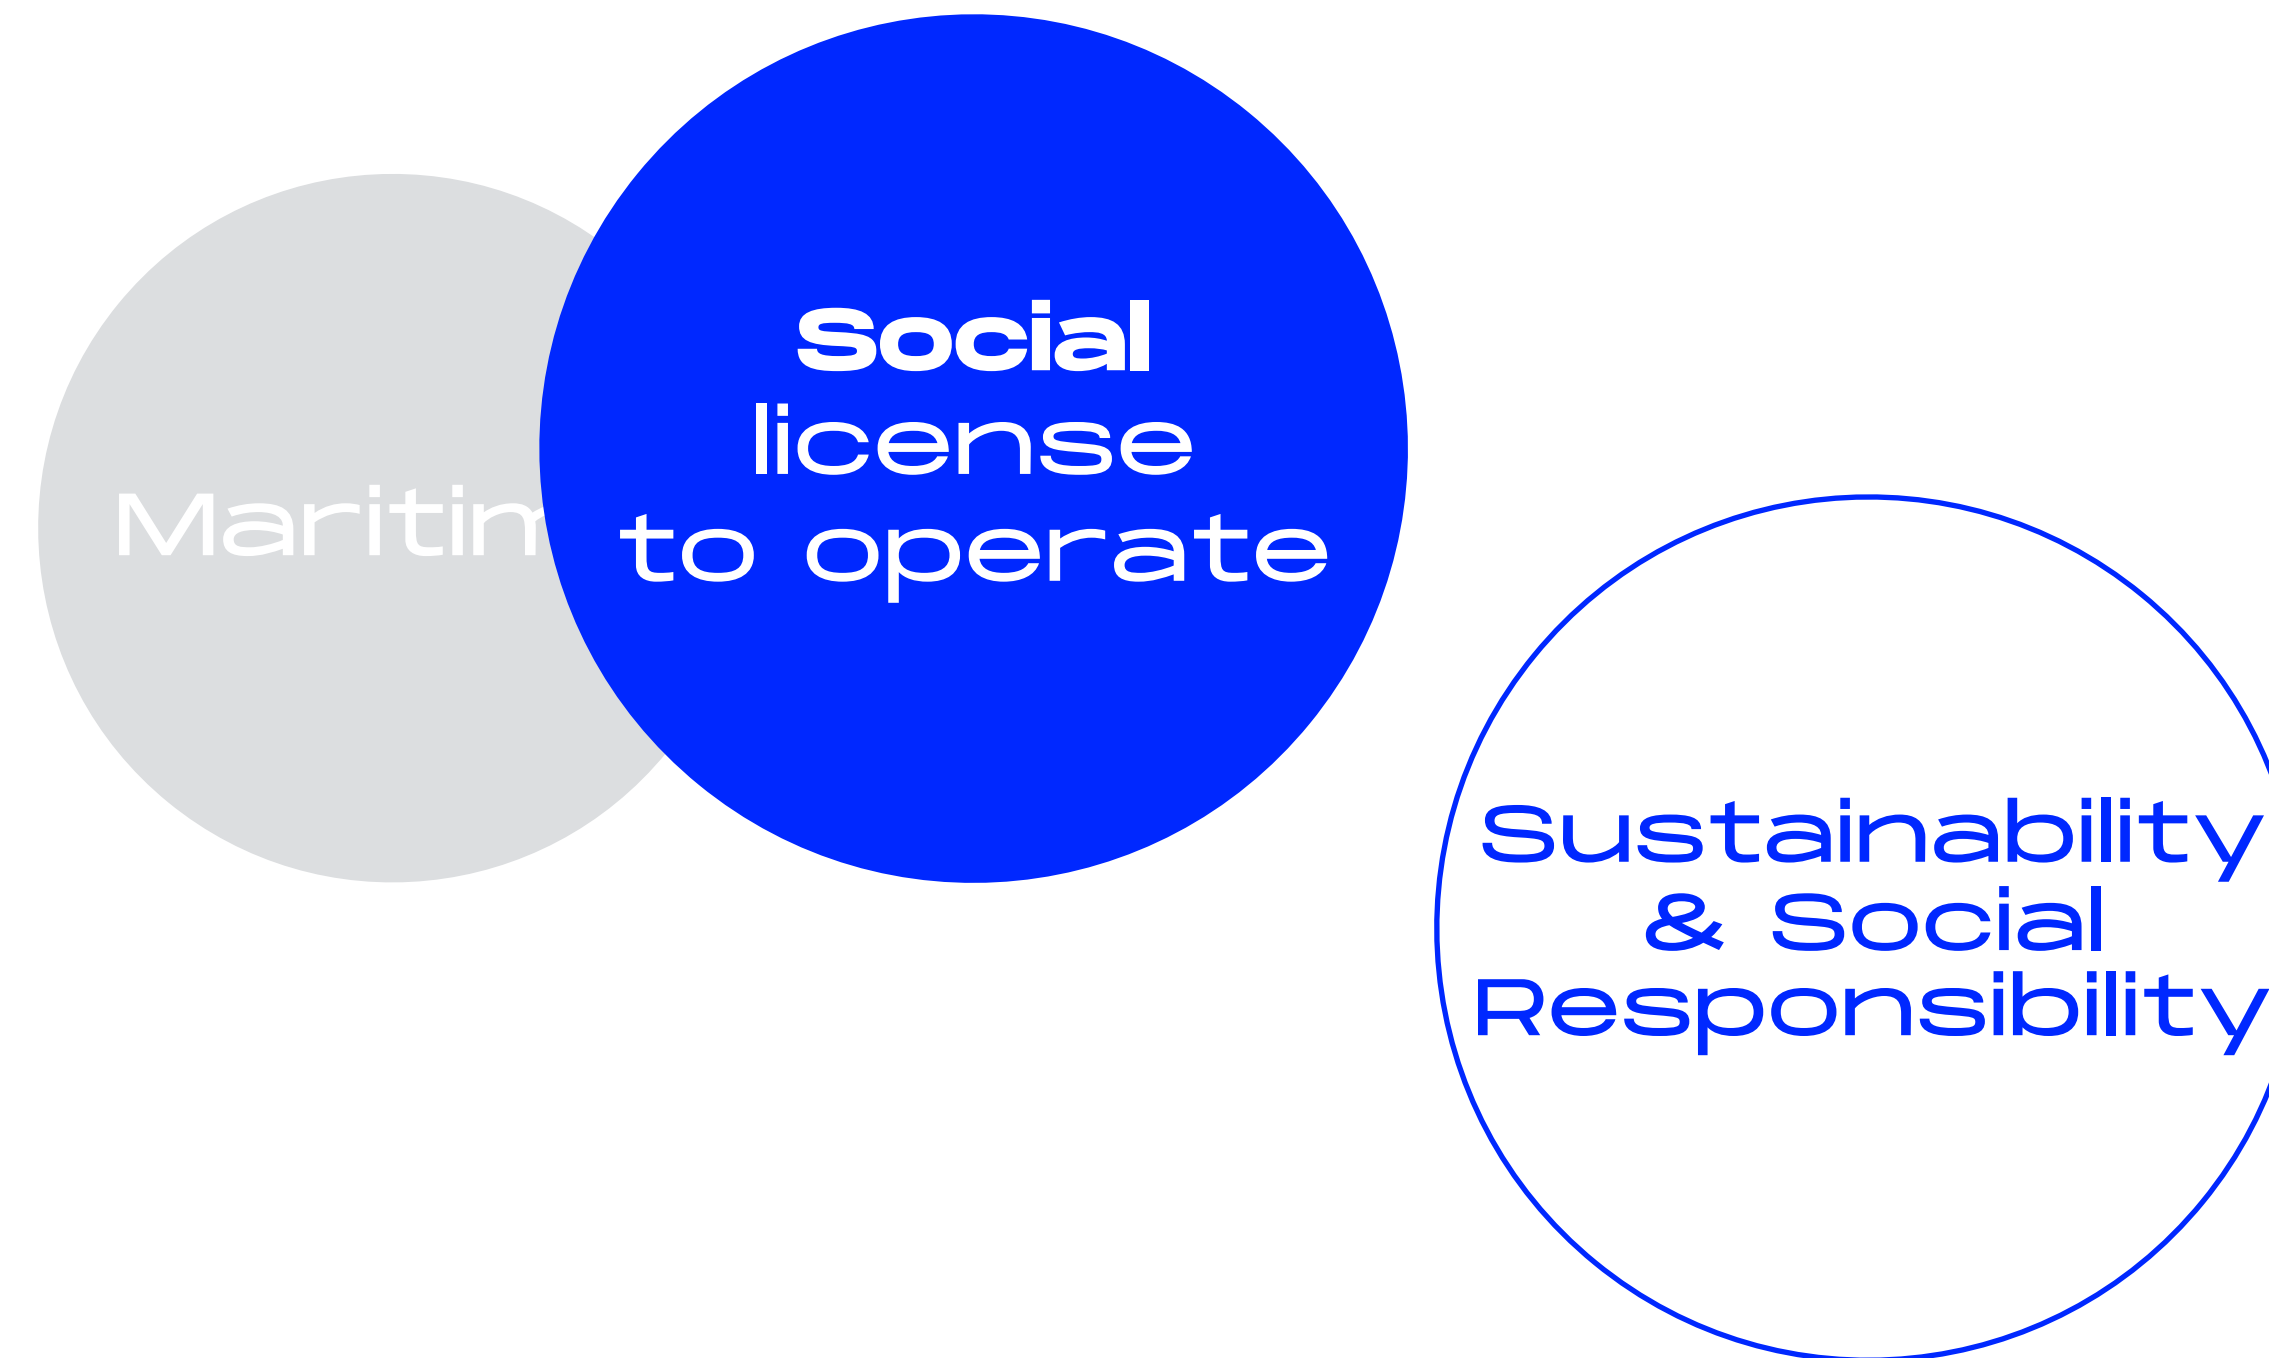 Social
license
to operate
Maritim
Sustainability
& Social
Responsibility